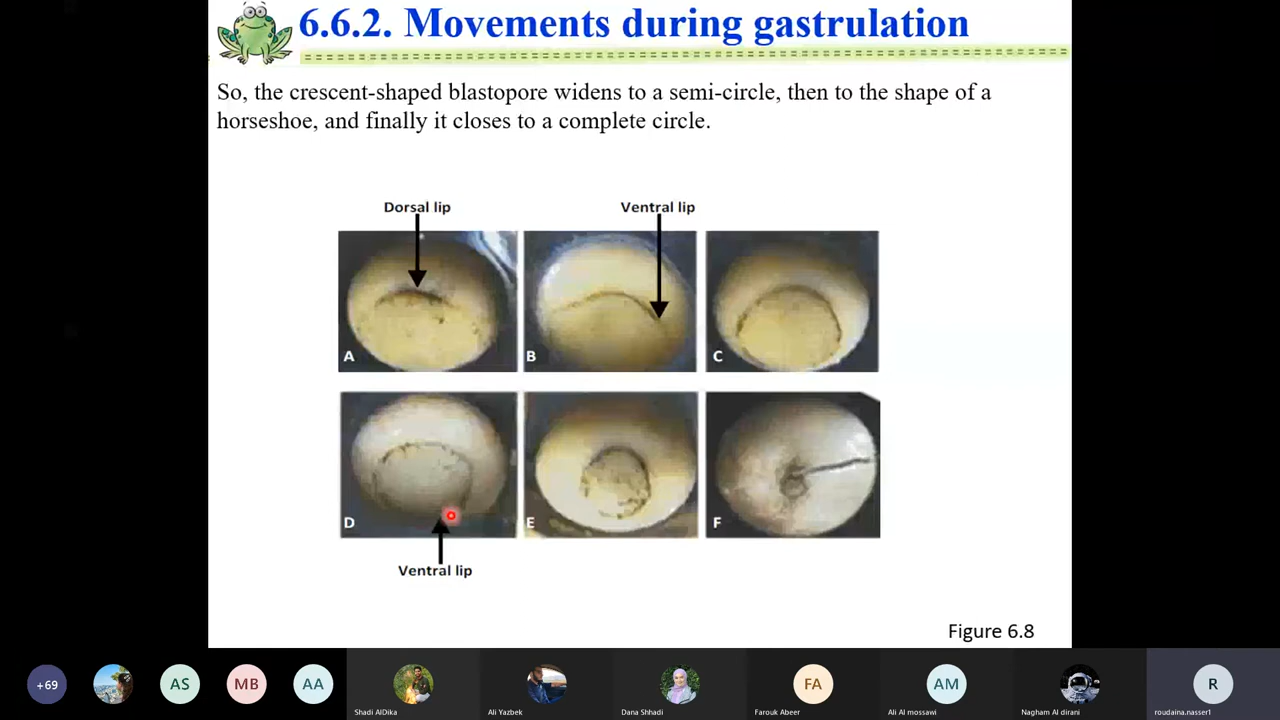 6.6.2. Movements during gastrulation
So, the crescent-shaped blastopore widens to a semi-circle, then to the shape of a
horseshoe, and finally it closes to a complete circle.
Dorsal lip
Ventral lip
A
B
C
D
E
F
Ventral lip
Figure 6.8
+69
AS
MB
AA
FA
AM
R
Shadi AlDika
Ali Yazbek
Dana Shhadi
Farouk Abeer
Ali Al mossawi
Nagham Al dirani
roudaina.nasser1